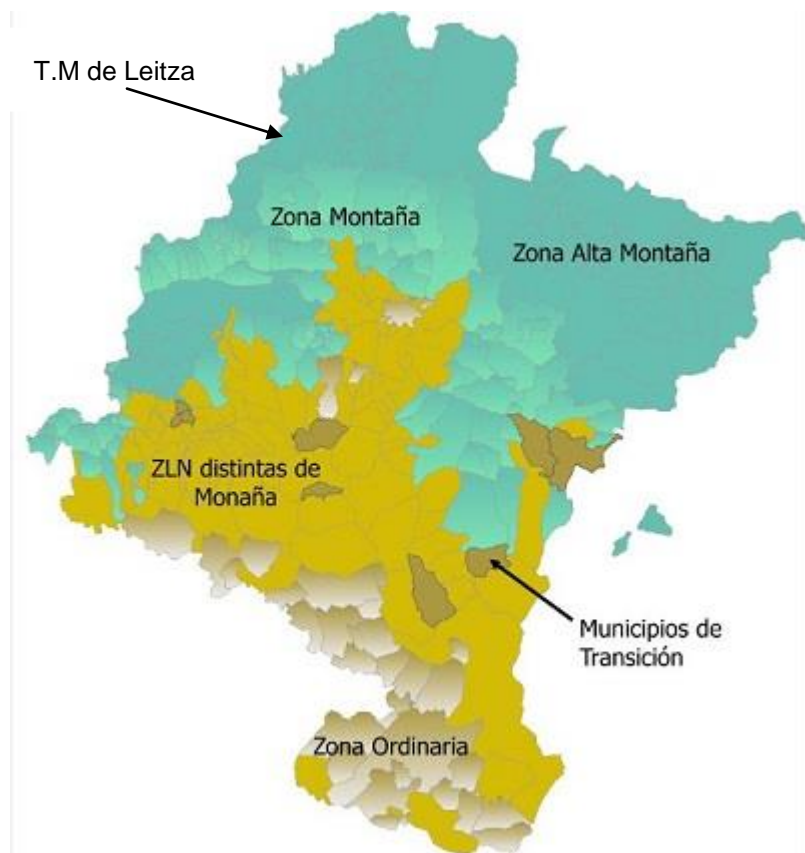 T.M de Leitza
Zona Montaña
Zona Alta Montaña
ZLN distintas de
Monaña
Municipios de
Transición
Zona Ordinaria